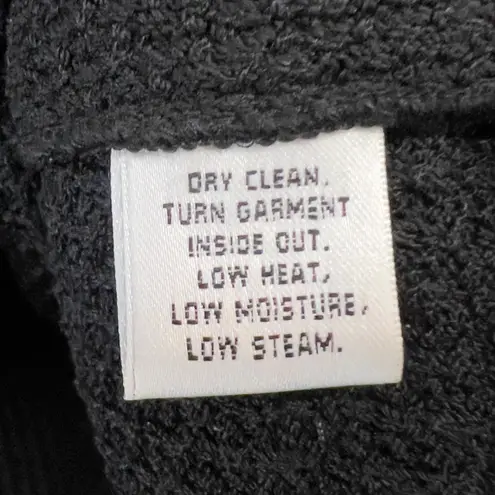 DRY CLEAN.
TURN GARMENT
INSIDE OUT.
LOW HEAT,
LOW MOISTURE,
LOW STEAM.